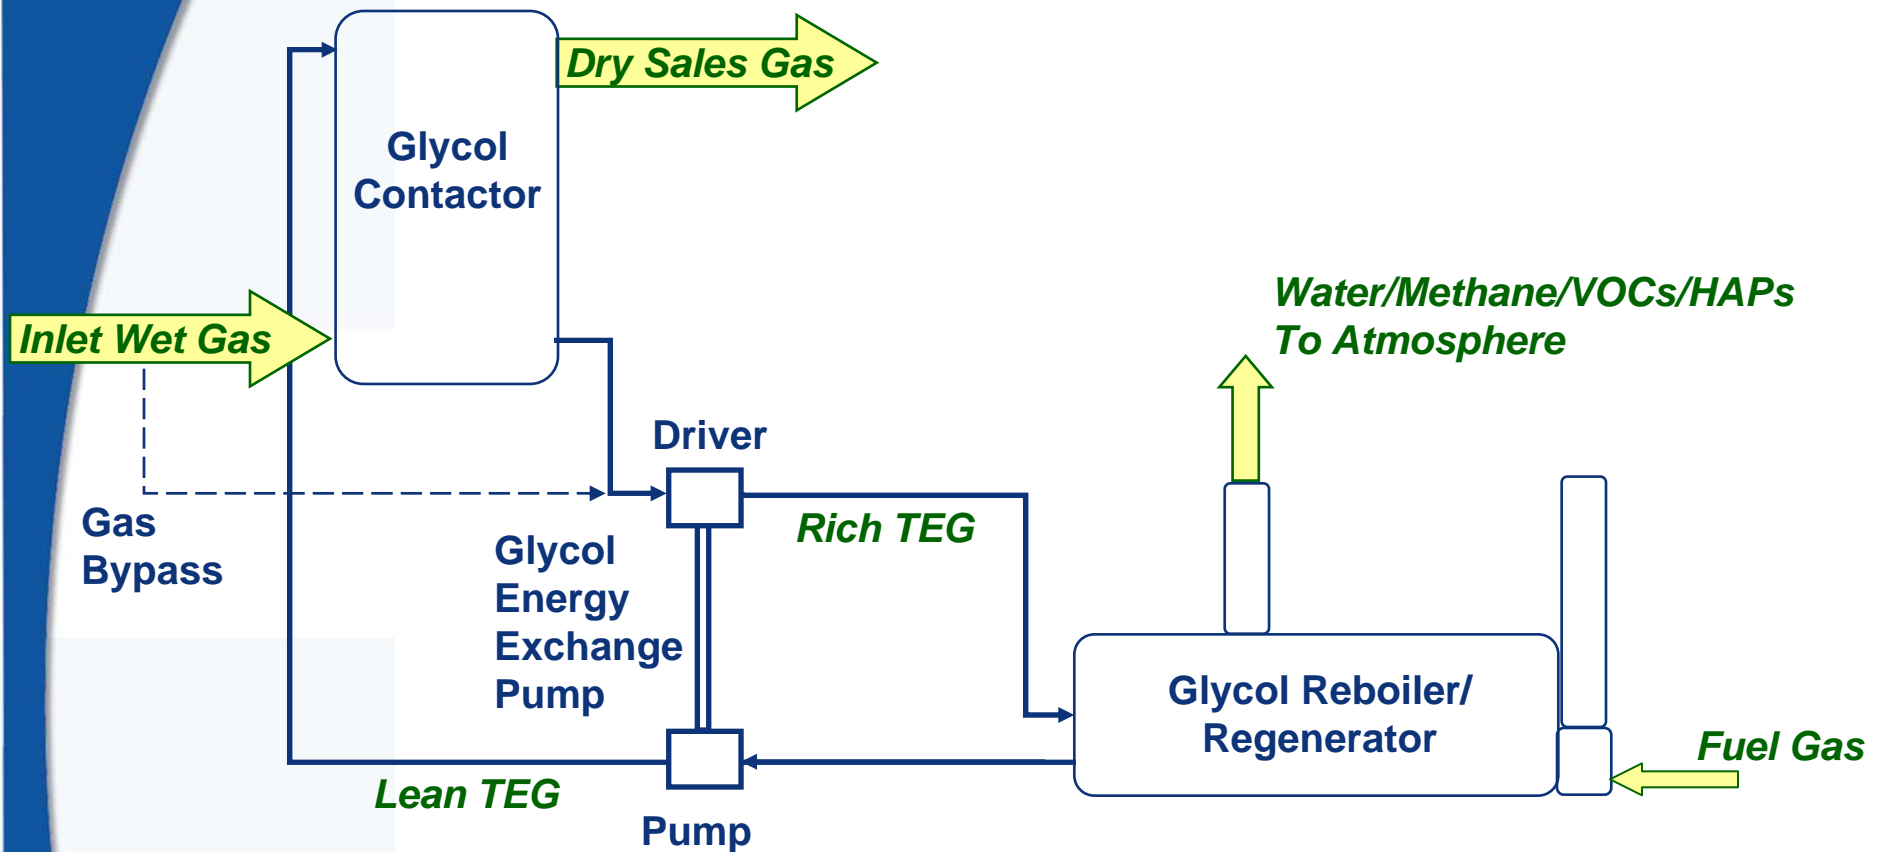 Dry Sales Gas
Glycol
Contactor
Water/Methane/VOCs/HAPs
To Atmosphere
Inlet Wet Gas
Driver
Gas
Bypass
Rich TEG
Glycol
Energy
Exchange
Pump
Glycol Reboiler/
Regenerator
Fuel Gas
Lean TEG
Pump